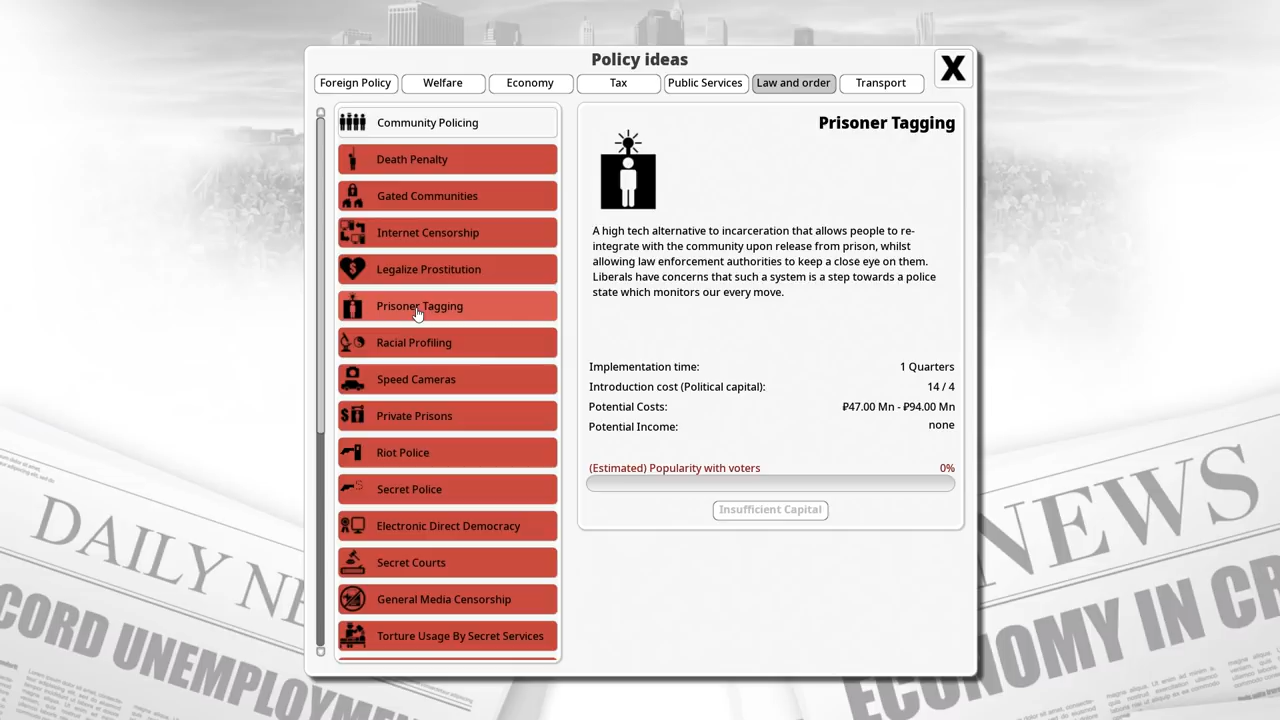 Policy ideas
X
Foreign Policy
Welfare
Economy
Tax
Public Services
Law and order
Transport
Community Policing
Death Penalty
Gated Communities
Internet Censorship
Legalize Prostitution
Prisoner Tagging
Racial Profiling
Speed Cameras
Private Prisons
Riot Police
Secret Police
Electronic Direct Democracy
Secret Courts
General Media Censorship
Torture Usage By Secret Services
Prisoner Tagging
A high tech alternative to incarceration that allows people to re-
integrate with the community upon release from prison, whilst
allowing law enforcement authorities to keep a close eye on them.
Liberals have concerns that such a system is a step towards a police
state which monitors our every move.
Implementation time: 1 Quarters
Introduction cost (Political capital): 14 / 4
Potential Costs: ₽47.00 Mn - ₽94.00 Mn
Potential Income: none
(Estimated) Popularity with voters 0%
Insufficient Capital
DAILY NE
CORD UNEMPLOYM
NEWS
ECONOMY IN CR